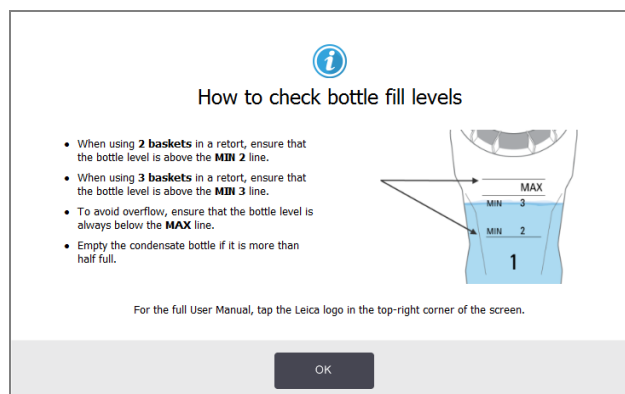 How to check bottle fill levels
• When using 2 baskets in a retort, ensure that
the bottle level is above the MIN 2 line.
• When using 3 baskets in a retort, ensure that
the bottle level is above the MIN 3 line.
• To avoid overflow, ensure that the bottle level is
always below the MAX line.
• Empty the condensate bottle if it is more than
half full.
MAX
MIN 3
MIN 2
1
For the full User Manual, tap the Leica logo in the top-right corner of the screen.
OK